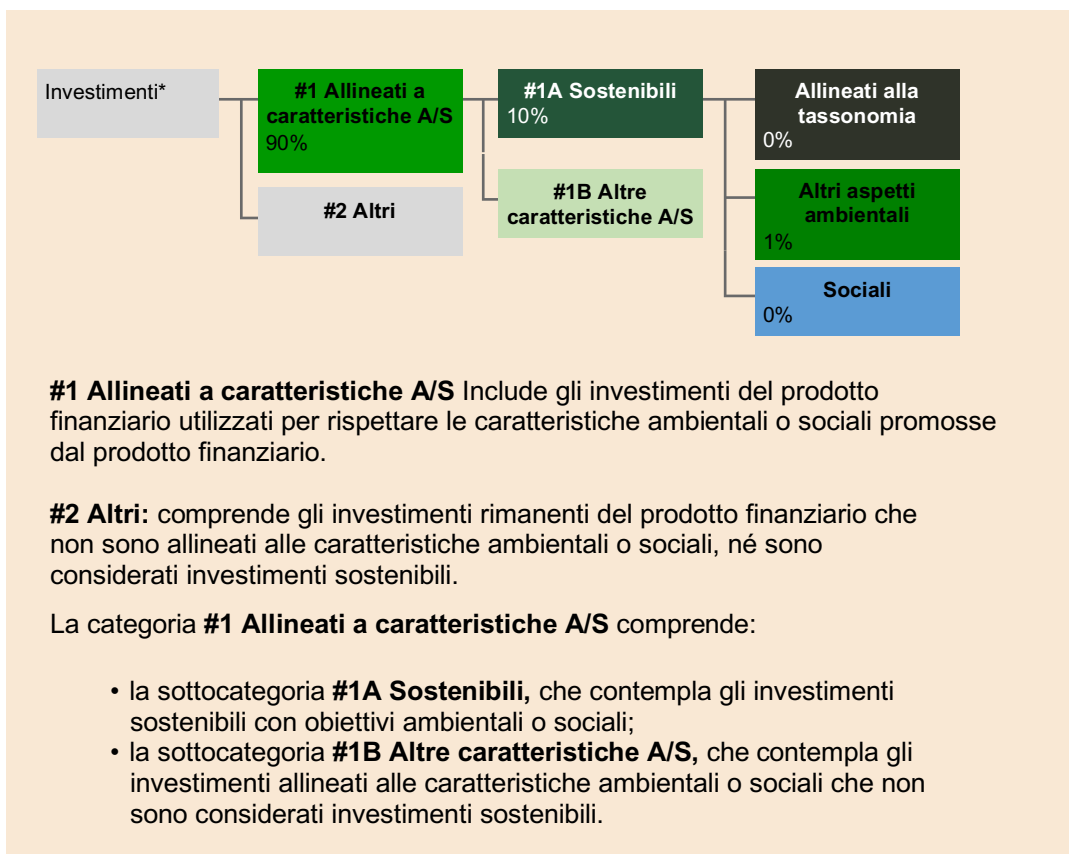 Investimenti*
#1 Allineati a
caratteristiche A/S
90%
#2 Altri
#1A Sostenibili
10%
#1B Altre
caratteristiche A/S
Allineati alla
tassonomia
0%
Altri aspetti
ambientali
1%
Sociali
0%
#1 Allineati a caratteristiche A/S Include gli investimenti del prodotto
finanziario utilizzati per rispettare le caratteristiche ambientali o sociali promosse
dal prodotto finanziario.
#2 Altri: comprende gli investimenti rimanenti del prodotto finanziario che
non sono allineati alle caratteristiche ambientali o sociali, né sono
considerati investimenti sostenibili.
La categoria #1 Allineati a caratteristiche A/S comprende:
• la sottocategoria #1A Sostenibili, che contempla gli investimenti
sostenibili con obiettivi ambientali o sociali;
• la sottocategoria #1B Altre caratteristiche A/S, che contempla gli
investimenti allineati alle caratteristiche ambientali o sociali che non
sono considerati investimenti sostenibili.